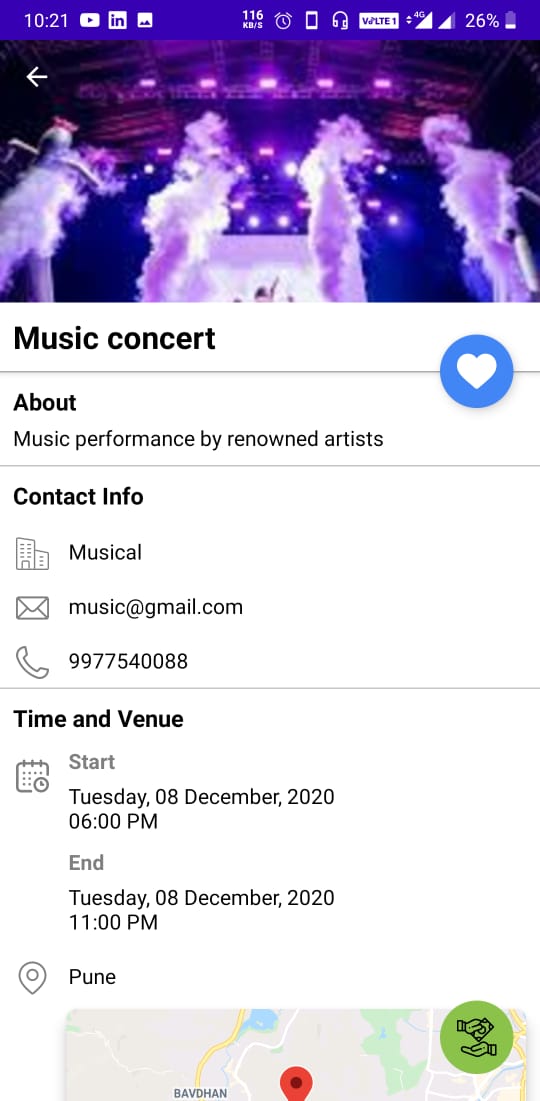 10:21
116
KB/S
VoLTE 1
4G
26%
Music concert
About
Music performance by renowned artists
Contact Info
Musical
music@gmail.com
9977540088
Time and Venue
Start
Tuesday, 08 December, 2020
06:00 PM
End
Tuesday, 08 December, 2020
11:00 PM
Pune
BAVDHAN